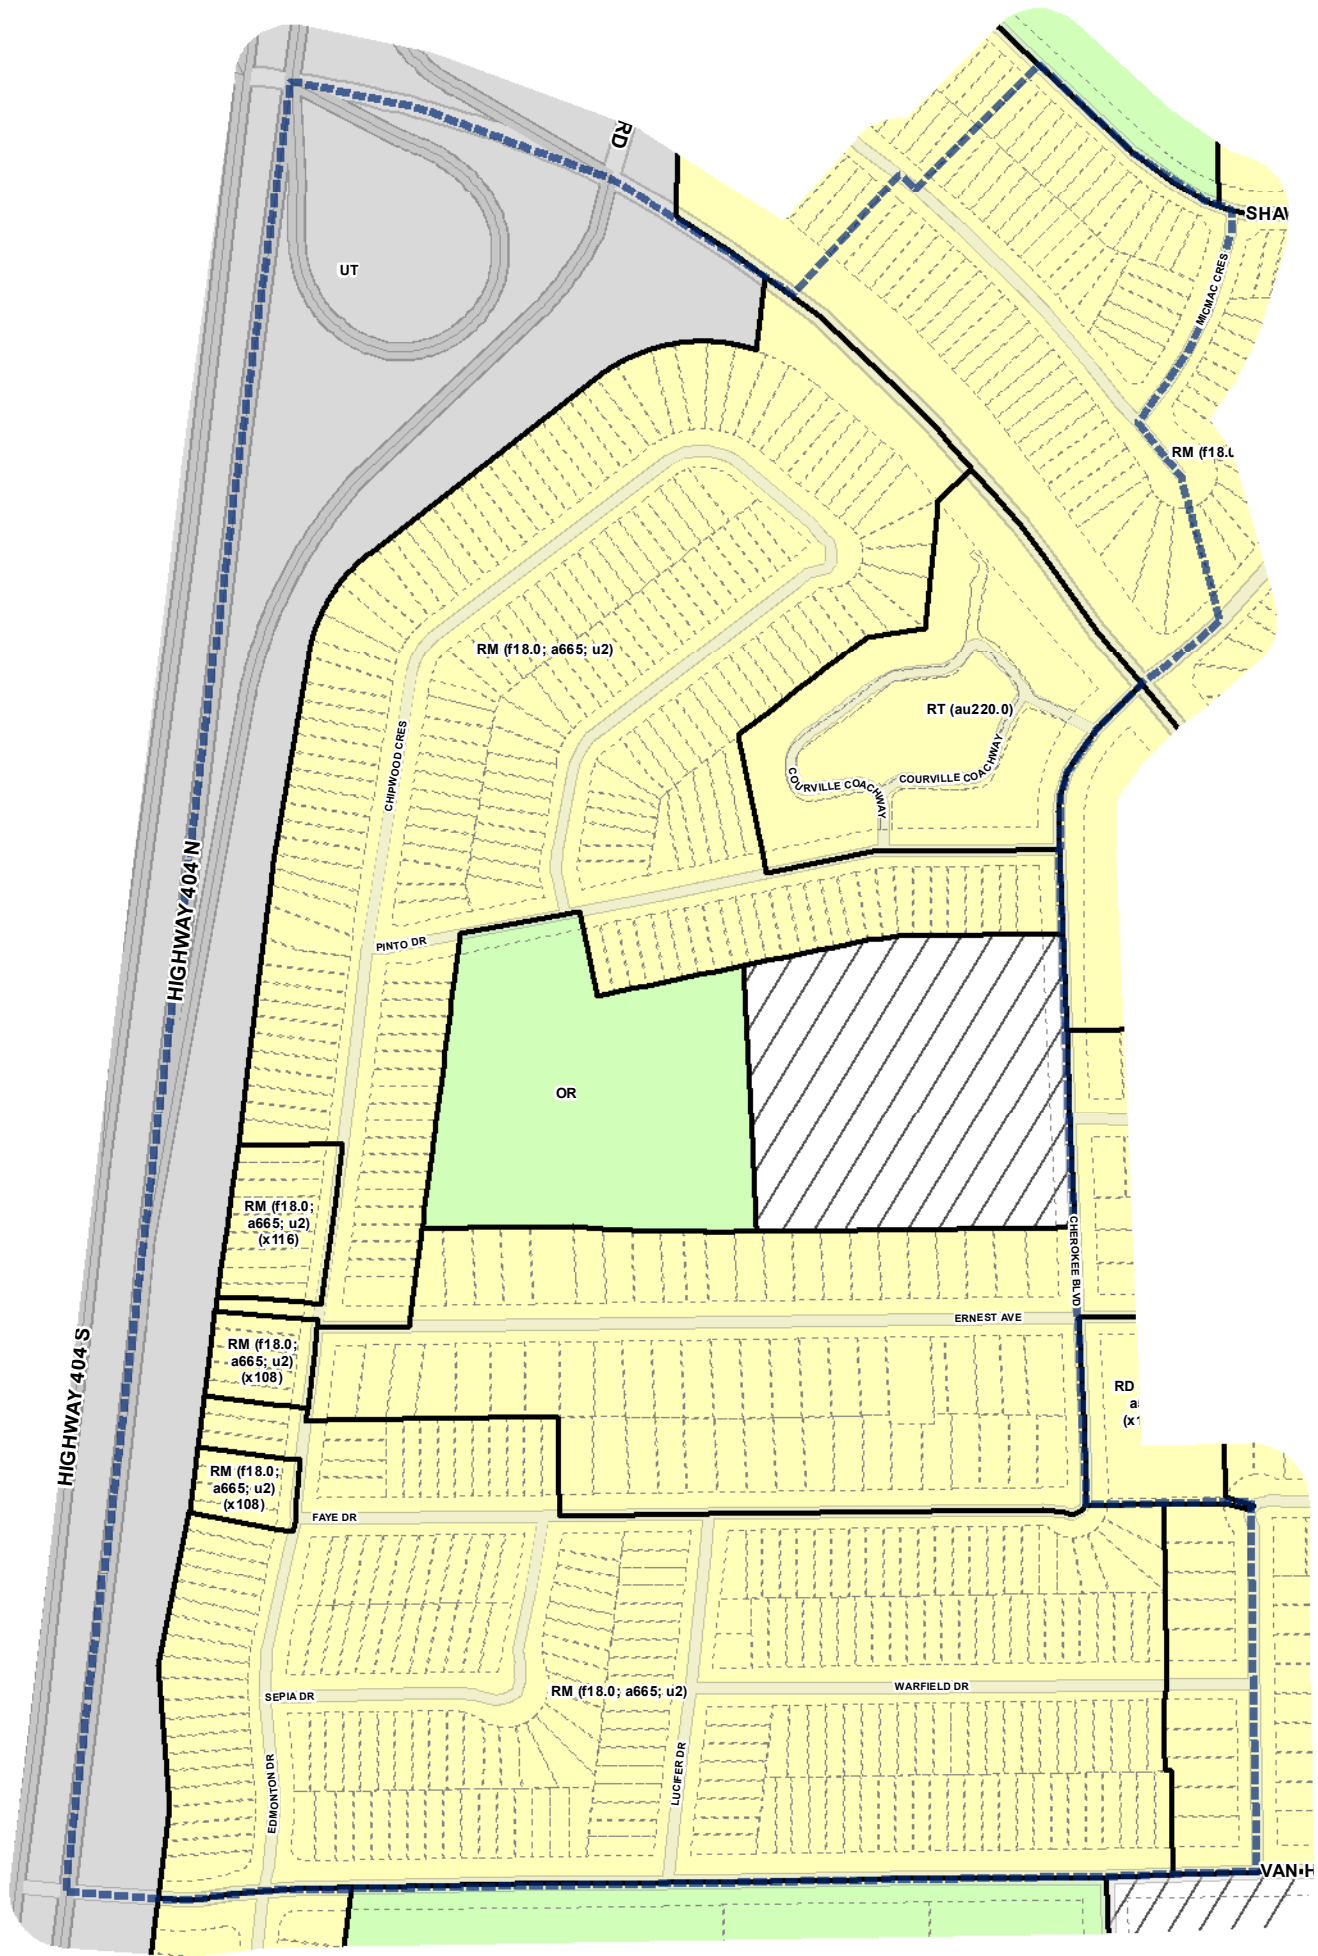 RD
SHAW
UT
MICMAC CRES
RM (f18.0
RM (f18.0; a665; u2)
RT (au220.0)
CHIPWOOD CRES
COURVILLE COACHWAY
COURVILLE COACHWAY
HIGHWAY 404 N
PINTO DR
OR
RM (f18.0;
a665; u2)
(x116)
CHEROKEE BLVD
ERNEST AVE
RM (f18.0;
a665; u2)
(x108)
HIGHWAY 404 S
RD
a
(x1
RM (f18.0;
a665; u2)
(x108)
FAYE DR
SEPIA DR
RM (f18.0; a665; u2)
WARFIELD DR
EDMONTON DR
LUCIFER DR
VAN H